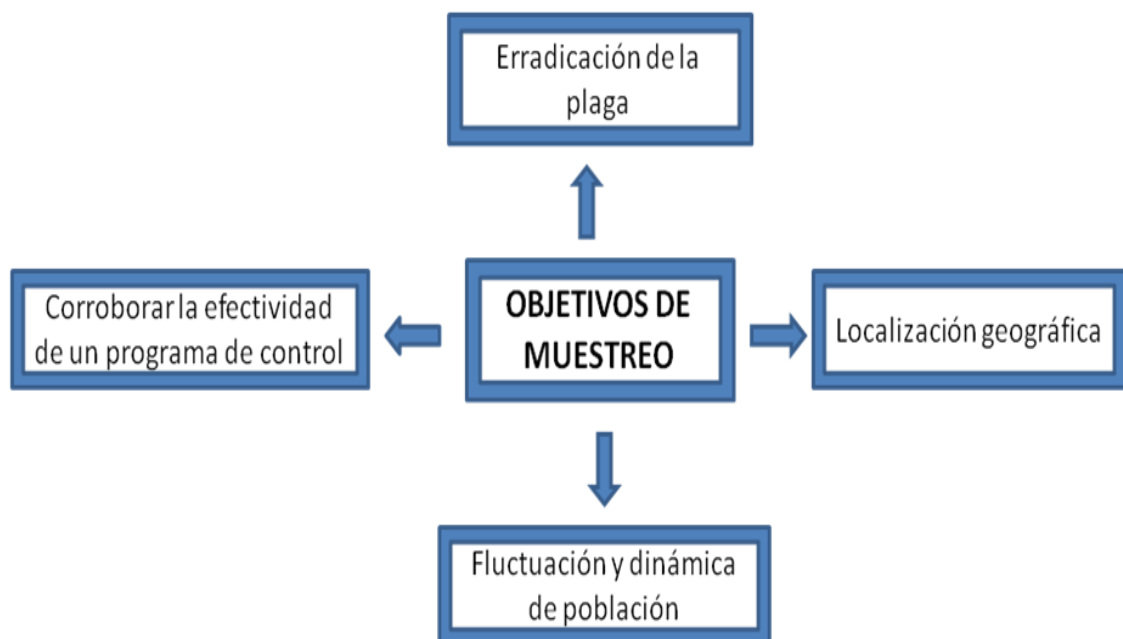 Erradicación de la
plaga
Corroborar la efectividad
de un programa de control
OBJETIVOS DE
MUESTREO
Localización geográfica
Fluctuación y dinámica
de población